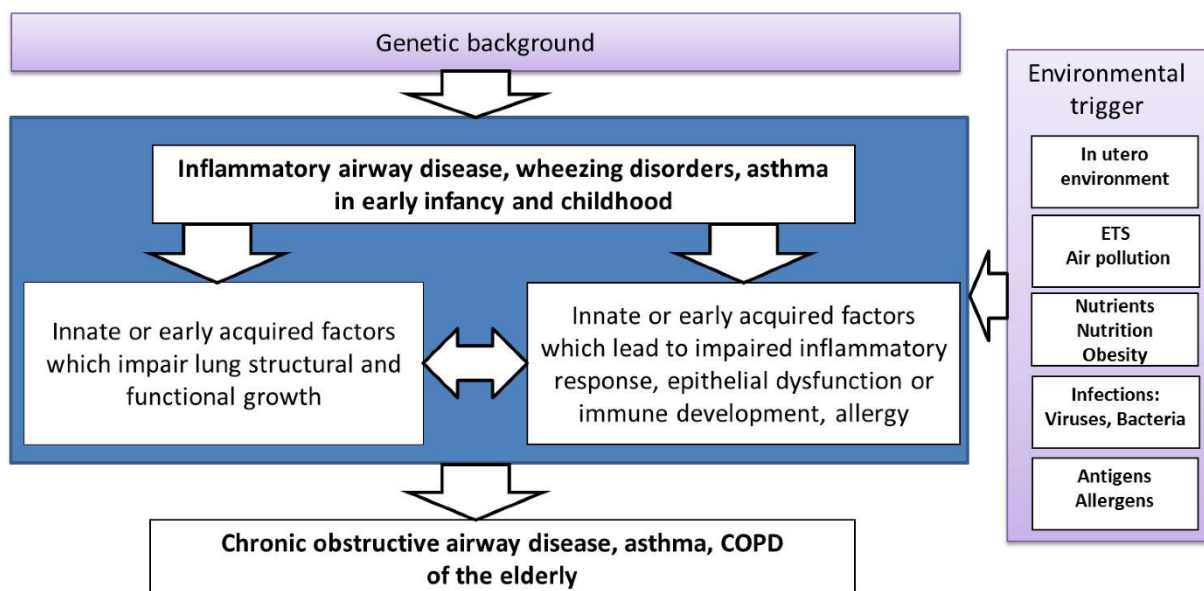 Genetic background
Inflammatory airway disease, wheezing disorders, asthma
in early infancy and childhood
Innate or early acquired factors
which impair lung structural and
functional growth
Innate or early acquired factors
which lead to impaired inflammatory
response, epithelial dysfunction or
immune development, allergy
Chronic obstructive airway disease, asthma, COPD
of the elderly
Environmental
trigger
In utero
environment
ETS
Air pollution
Nutrients
Nutrition
Obesity
Infections:
Viruses, Bacteria
Antigens
Allergens